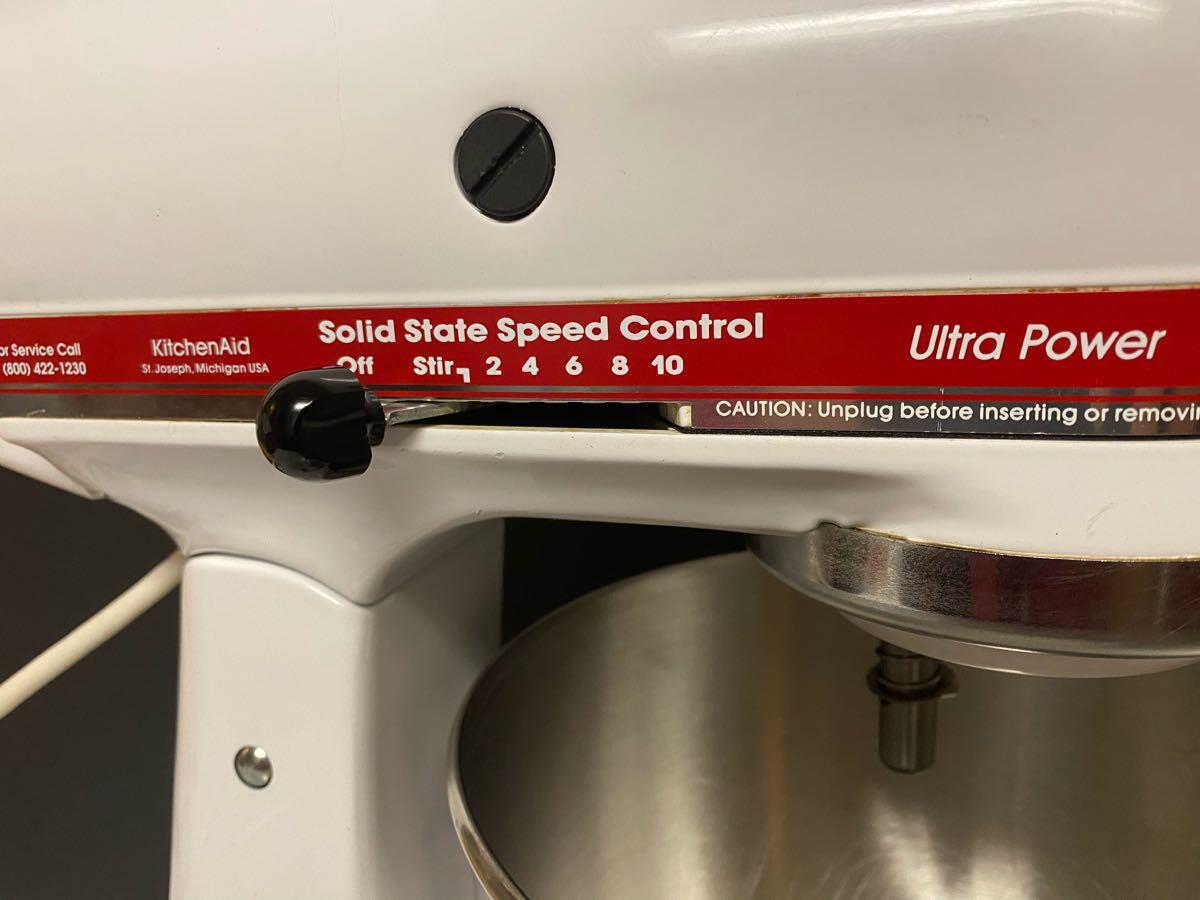 Solid State Speed Control
Off Stir 2 4 6 8 10
or Service Call
(800) 422-1230
KitchenAid
St. Joseph, Michigan USA
Ultra Power
CAUTION: Unplug before inserting or removin